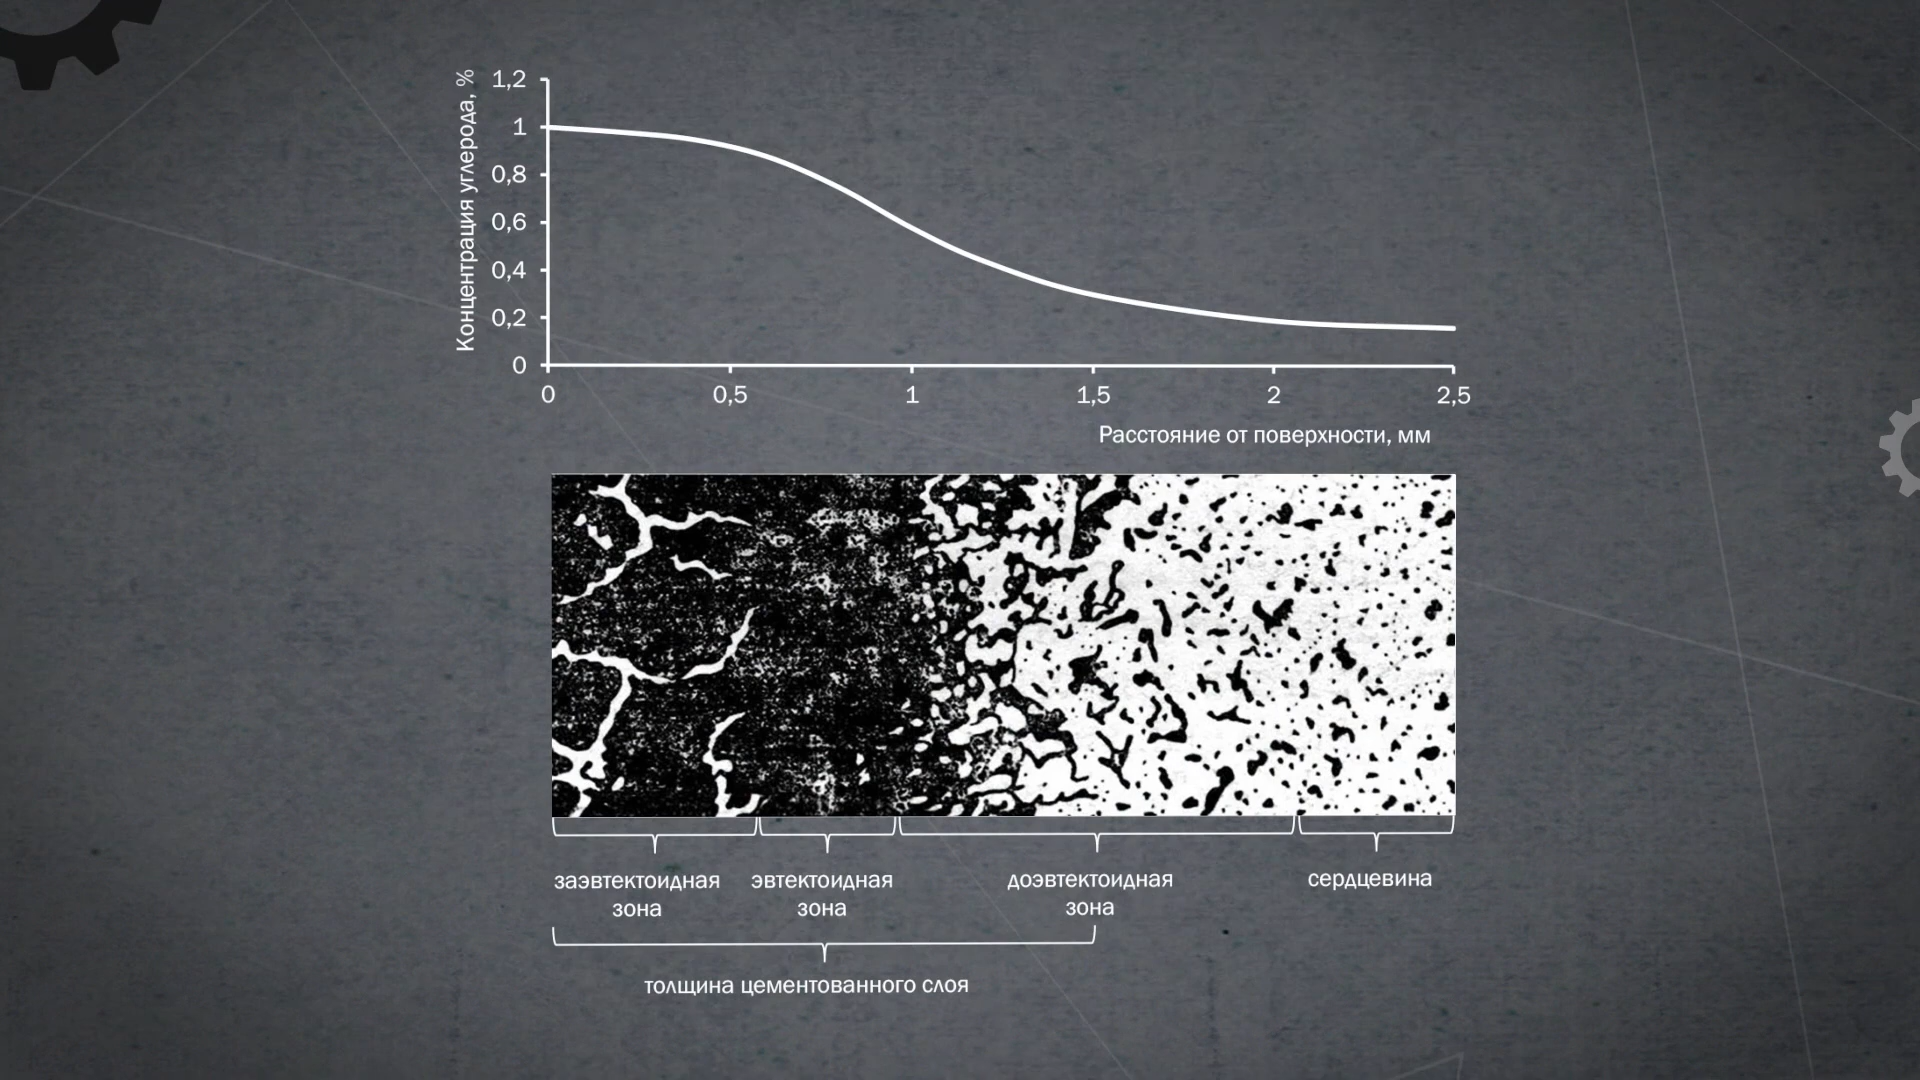 Концентрация углерода, %
1,2
1
0,8
0,6
0,4
0,2
0
0 0,5 1 1,5 2 2,5
Расстояние от поверхности, мм
заэвтектоидная эвтектоидная доэвтектоидная сердцевина
зона зона зона
толщина цементованного слоя